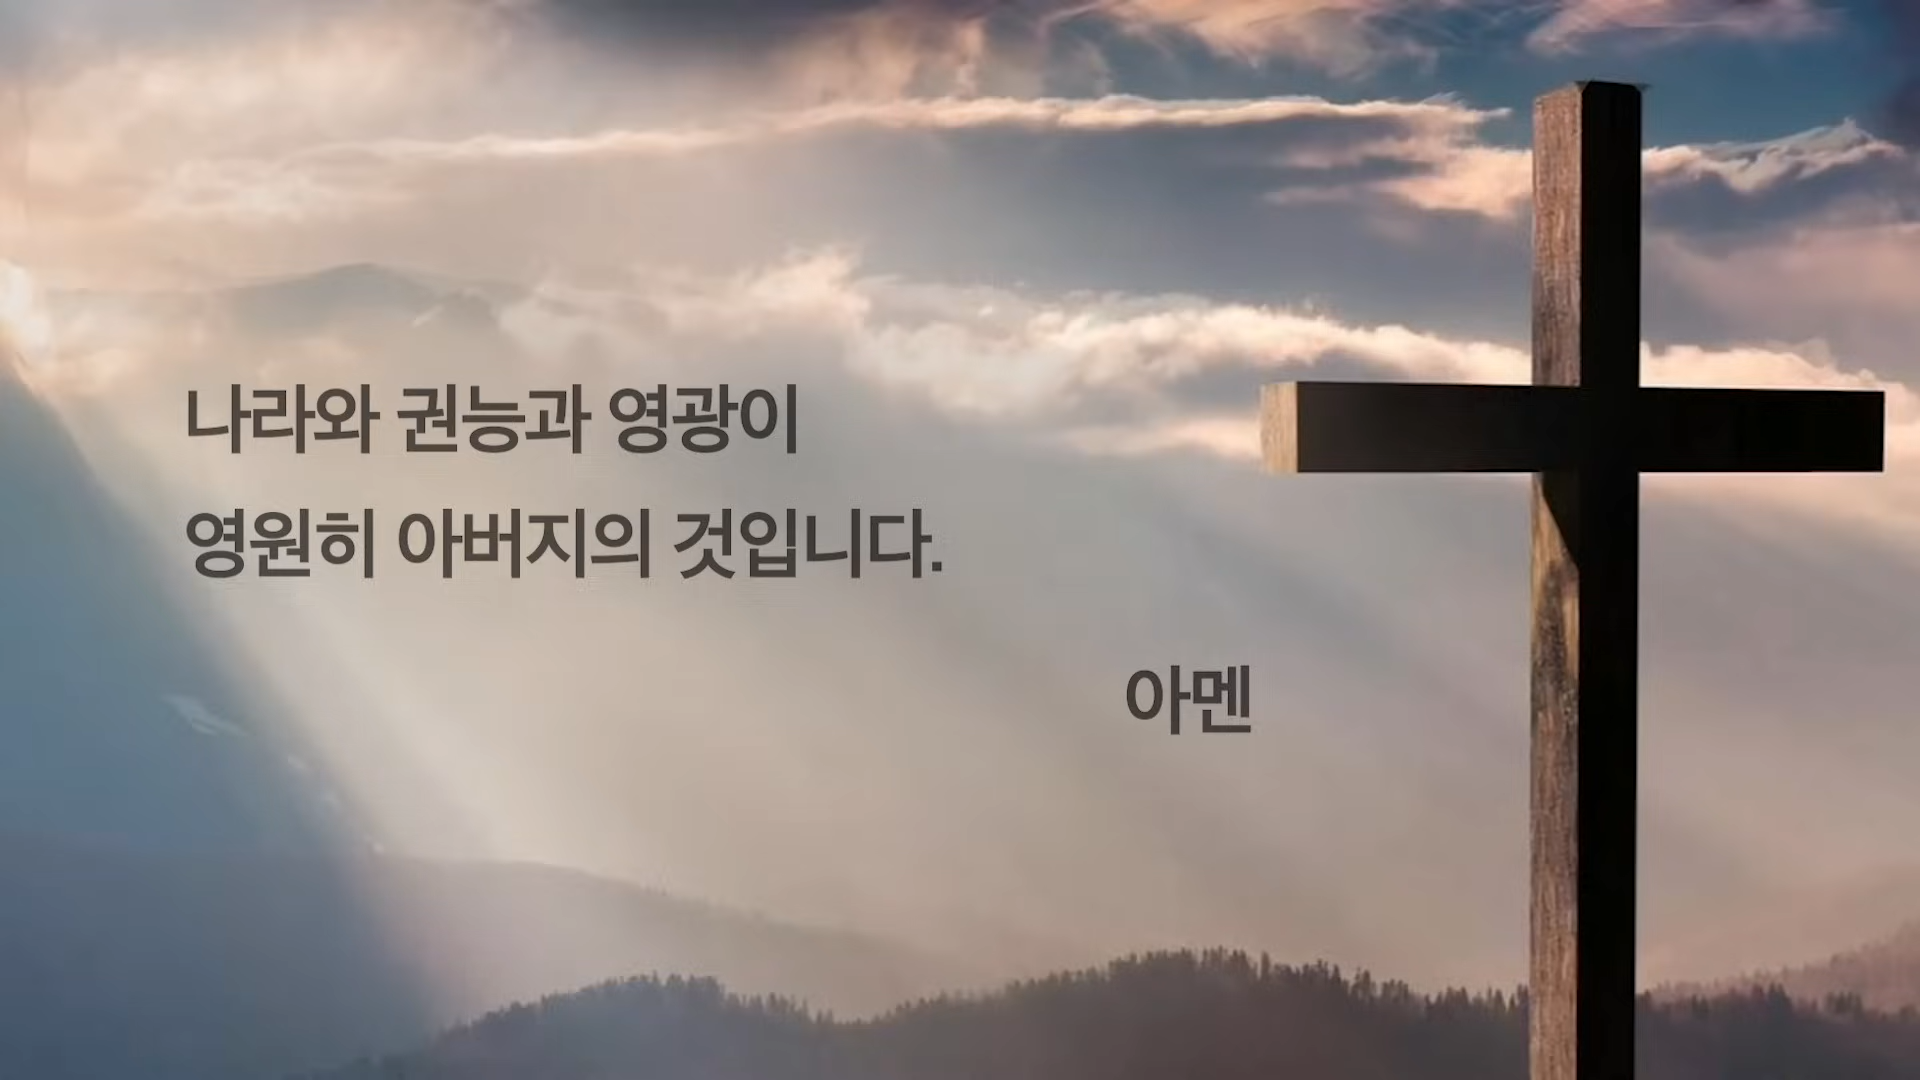 나라와 권능과 영광이
영원히 아버지의 것입니다.
아멘